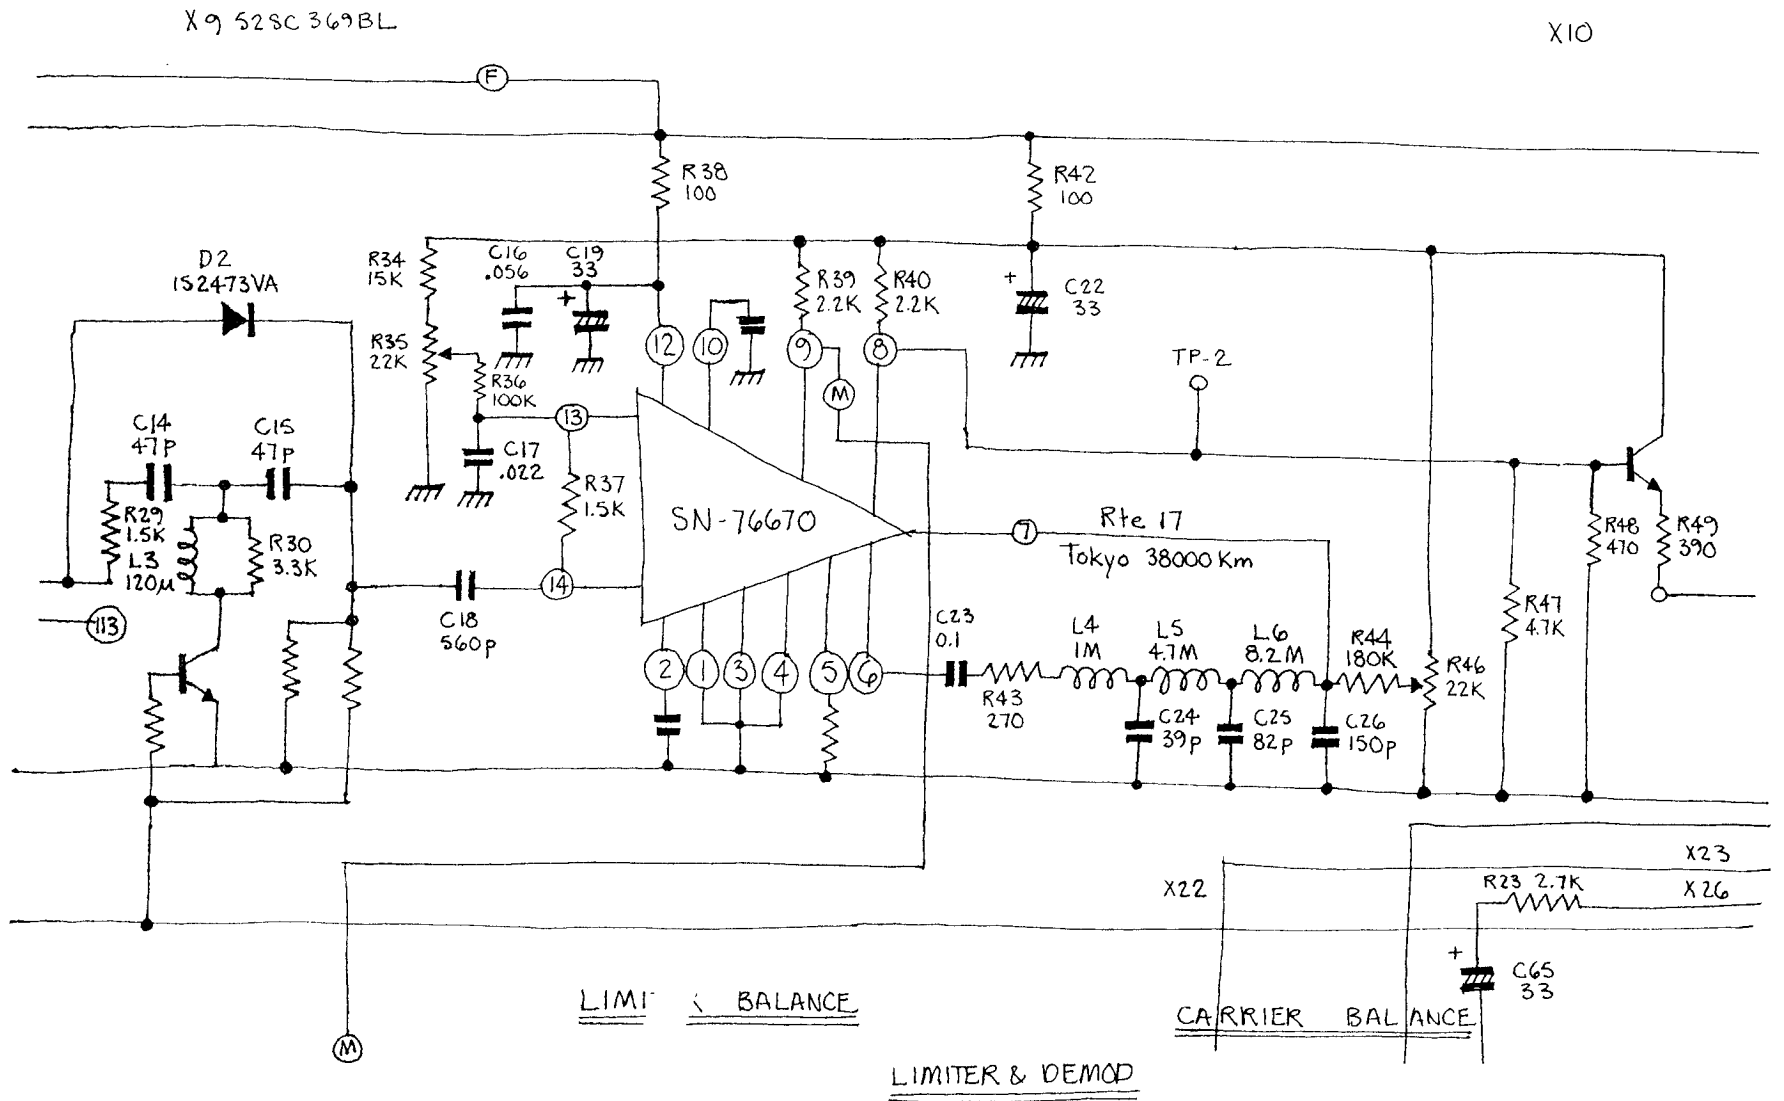 X9 52SC369BL
X10
F
R38
100
R42
100
D2
1S2473VA
R34
15K
C16
.056
C19
33
+
R39
2.2K
R40
2.2K
+
C22
33
R35
22K
12
10
9
8
R36
100K
M
TP-2
13
C14
47P
C15
47P
C17
.022
R37
1.5K
R29
1.5K
L3
120μ
R30
3.3K
SN-76670
7
Rte 17
Tokyo 38000Km
R48
470
R49
390
14
113
C18
560p
R47
4.7K
C23
0.1
L4
1M
L5
4.7M
L6
8.2M
R44
180K
R46
22K
2
1
3
4
5
6
R43
270
C24
39p
C25
82p
C26
150p
X23
X22
R23 2.7K
X26
+
C65
33
BALANCE
CARRIER BALANCE
M
LIMITER & DEMOD